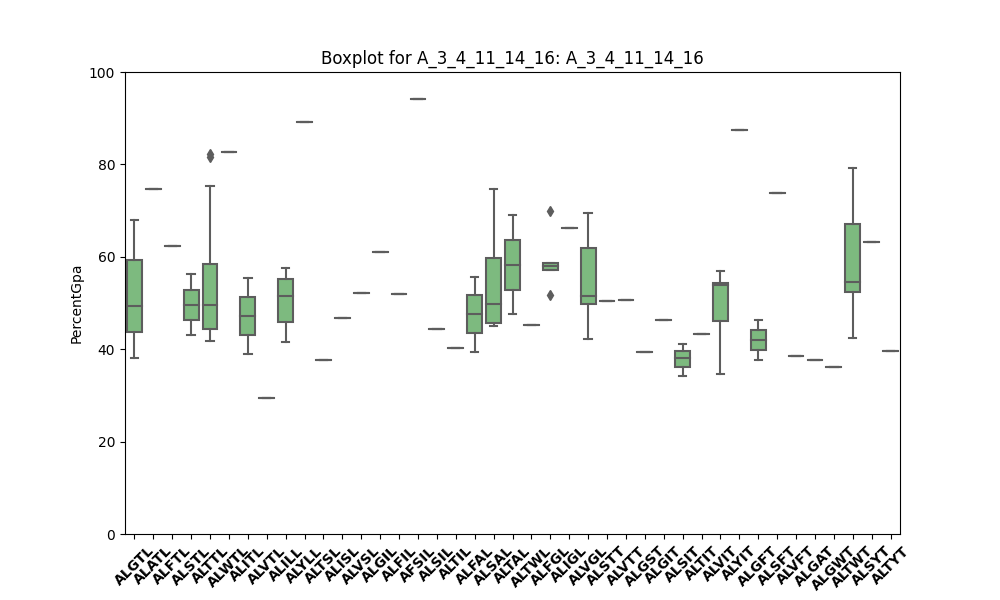 Boxplot for A_3_4_11_14_16: A_3_4_11_14_16
PercentGpa
100
80
60
40
20
0
ALGTL
ALATL
ALFTL
ALSTL
ALTTL
ALWTL
ALITL
ALVTL
ALILL
ALYLL
ALTSL
ALISL
ALVSL
ALGIL
ALFIL
AFSIL
ALSIL
ALTIL
ALFAL
ALSAL
ALTAL
ALTWL
ALFGL
ALIGL
ALVGL
ALSTT
ALVTT
ALGST
ALGIT
ALSIT
ALTIT
ALVIT
ALYIT
ALGFT
ALSFT
ALVFT
ALGAT
ALGWT
ALTWT
ALSYT
ALTYT